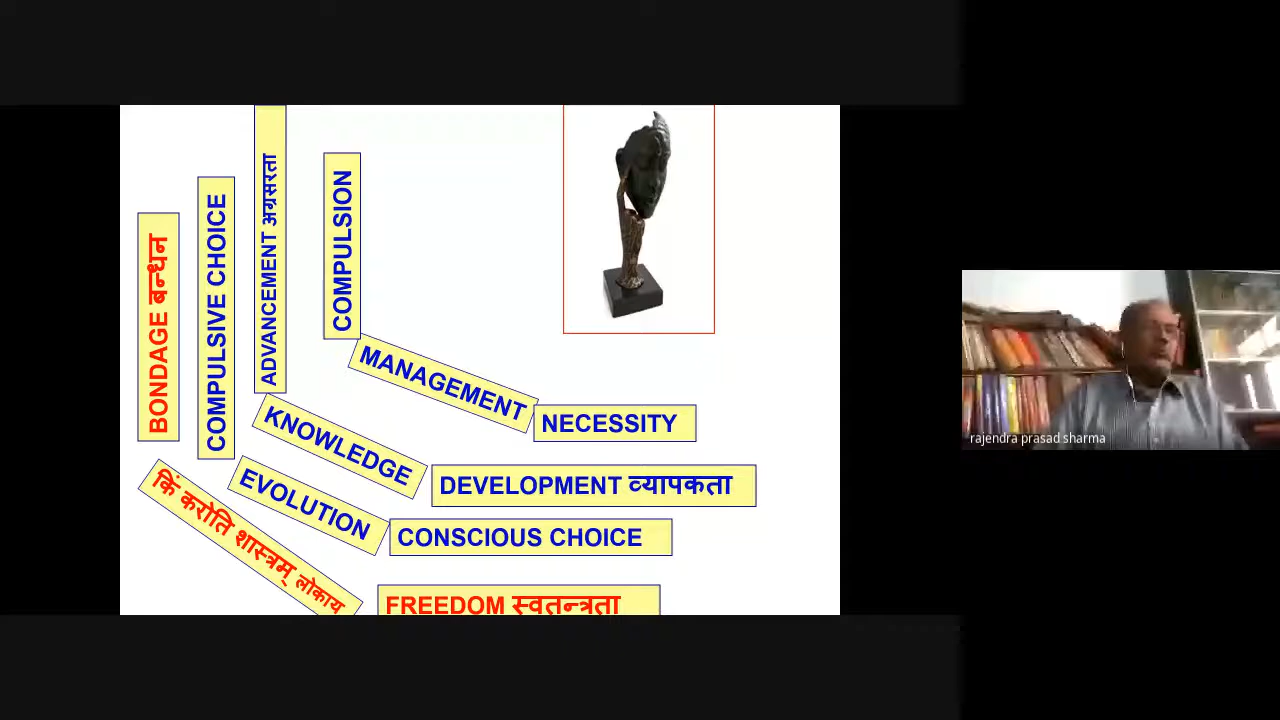 BONDAGE बन्धन
COMPULSIVE CHOICE
ADVANCEMENT अग्रसरता
COMPULSION
MANAGEMENT
NECESSITY
KNOWLEDGE
DEVELOPMENT व्यापकता
EVOLUTION
CONSCIOUS CHOICE
किं करोति शास्त्रम् लोकाय
FREEDOM स्वतन्त्रता
rajendra prasad sharma